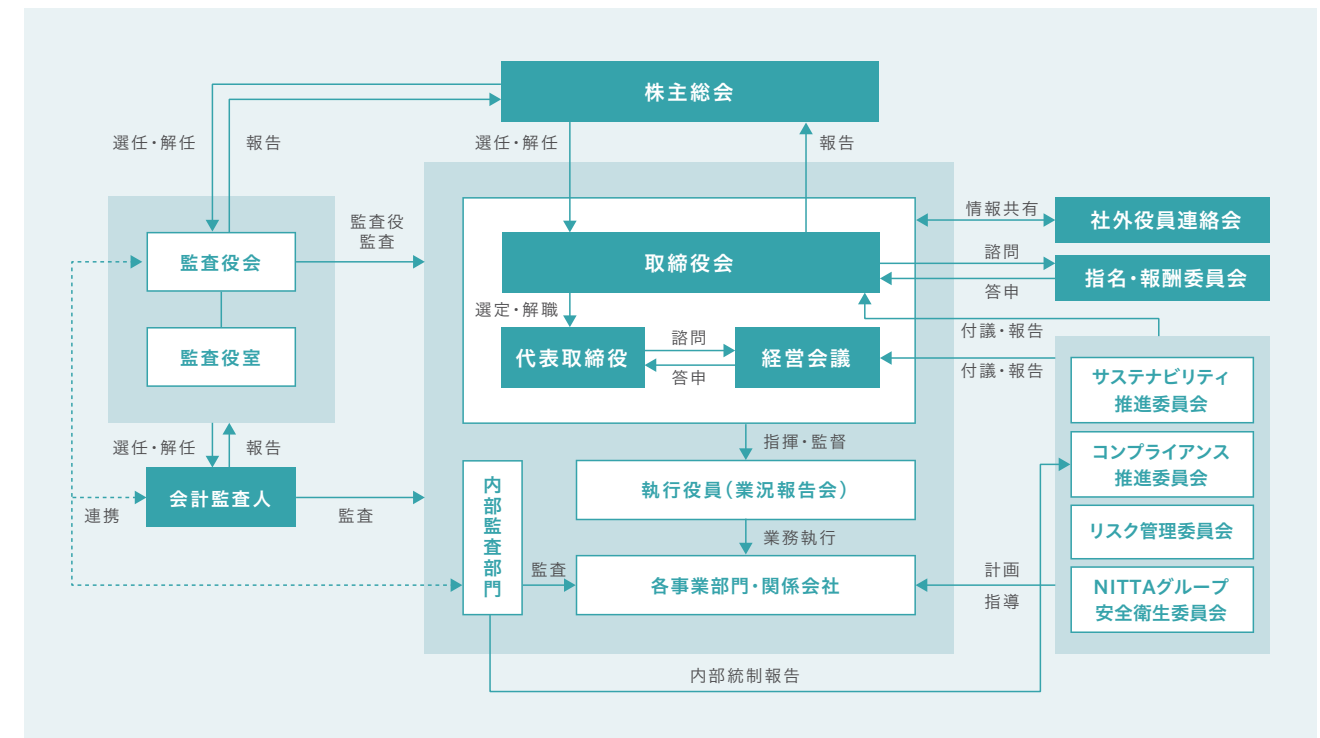 株主総会
選任・解任
報告
選任・解任
報告
監査役
監査
監査役会
監査役室
取締役会
選定・解職
代表取締役
諮問
答申
経営会議
情報共有
社外役員連絡会
諮問
指名・報酬委員会
答申
付議・報告
付議・報告
サステナビリティ
推進委員会
コンプライアンス
推進委員会
リスク管理委員会
NITTAグループ
安全衛生委員会
選任・解任
報告
会計監査人
連携
監査
指揮・監督
執行役員(業況報告会)
業務執行
内部監査部門
監査
各事業部門・関係会社
計画
指導
内部統制報告